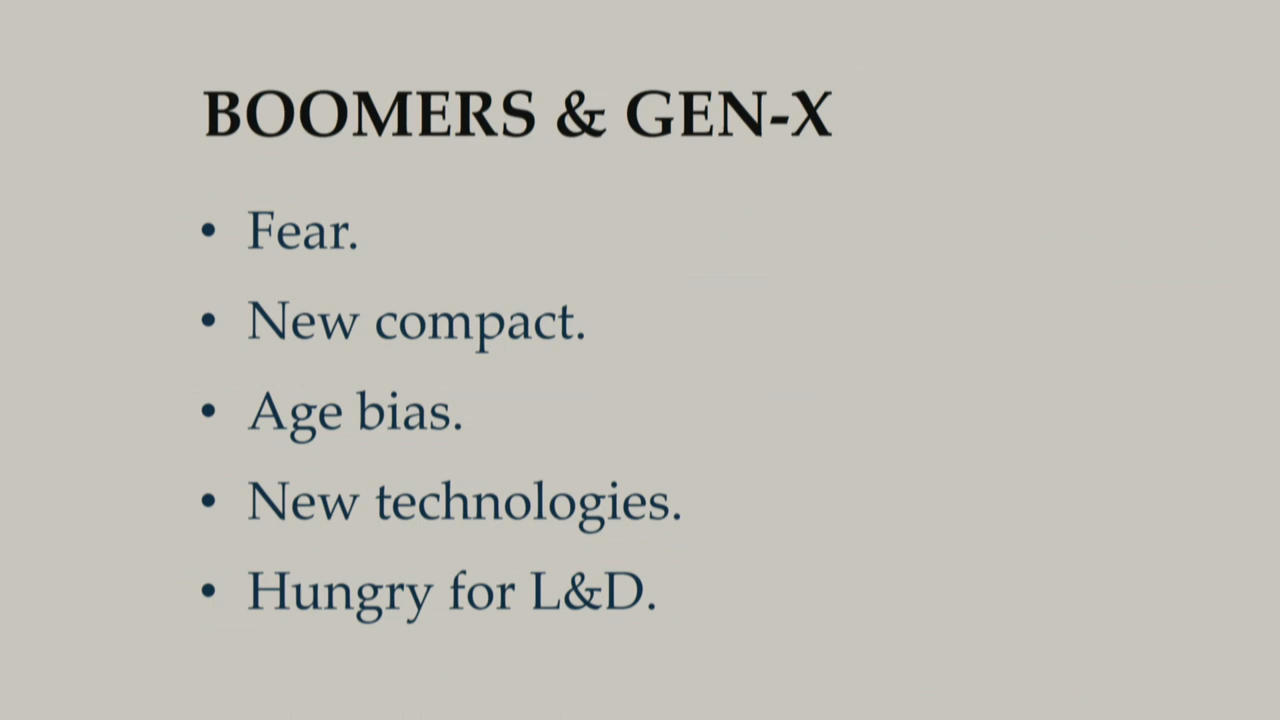 BOOMERS & GEN-X
• Fear.
• New compact.
• Age bias.
• New technologies.
• Hungry for L&D.